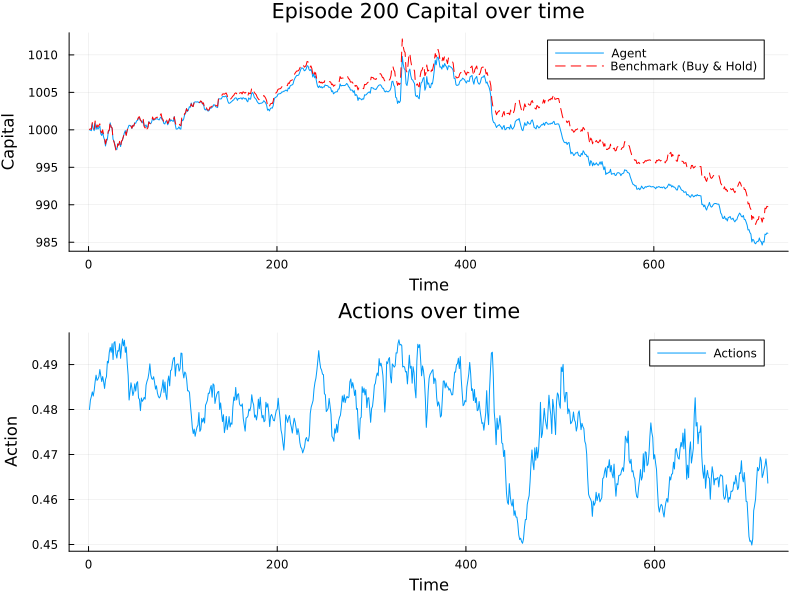 Episode 200 Capital over time
Capital
1010
1005
1000
995
990
985
Agent
Benchmark (Buy & Hold)
0
200
400
600
Time
Actions over time
Action
0.49
0.48
0.47
0.46
0.45
Actions
0
200
400
600
Time